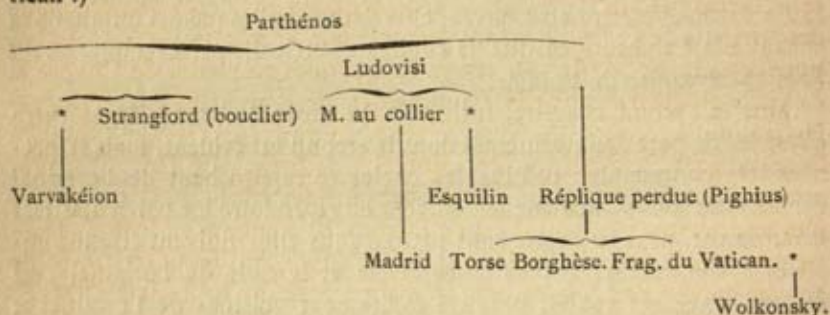 Parthénos
Ludovisi
* Strangford (bouclier) M. au collier *
Varvakéion Esquilin Réplique perdue (Pighius)
Madrid Torse Borghèse. Frag. du Vatican. *
Wolkonsky.